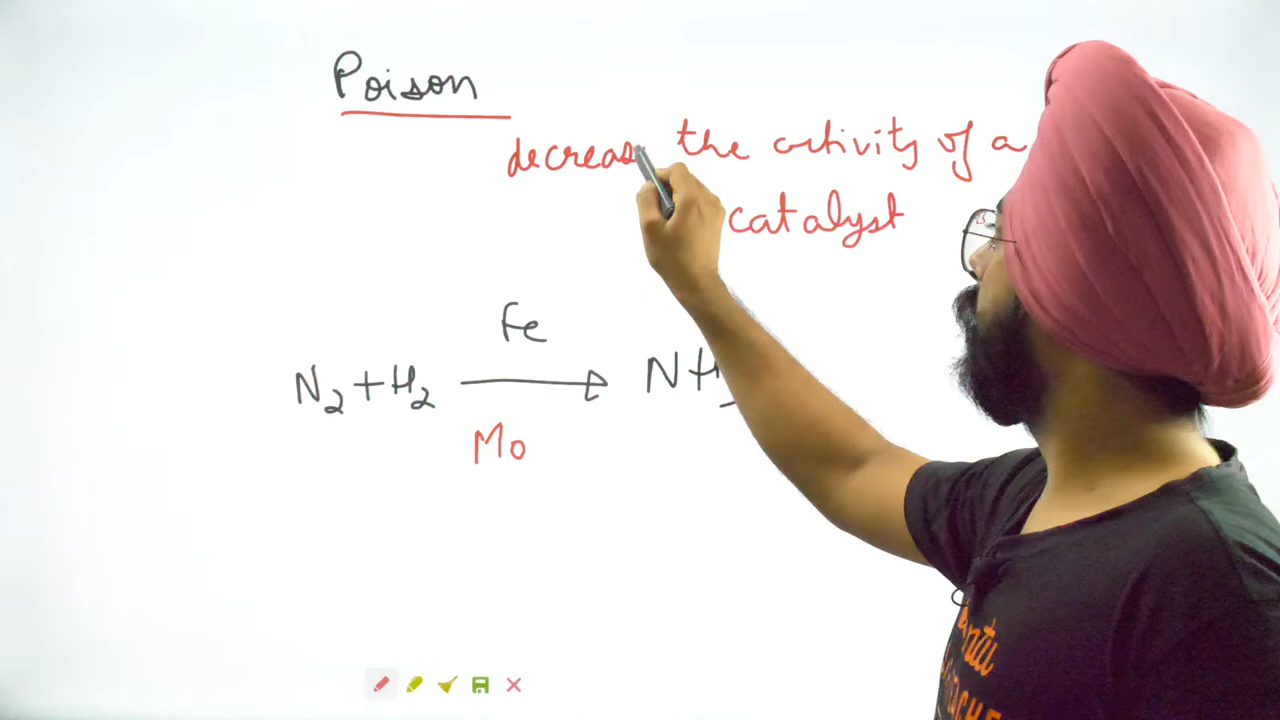 Poison
decreas the activity of a
catalyst
Fe
N₂ + H₂ → NH
Mo